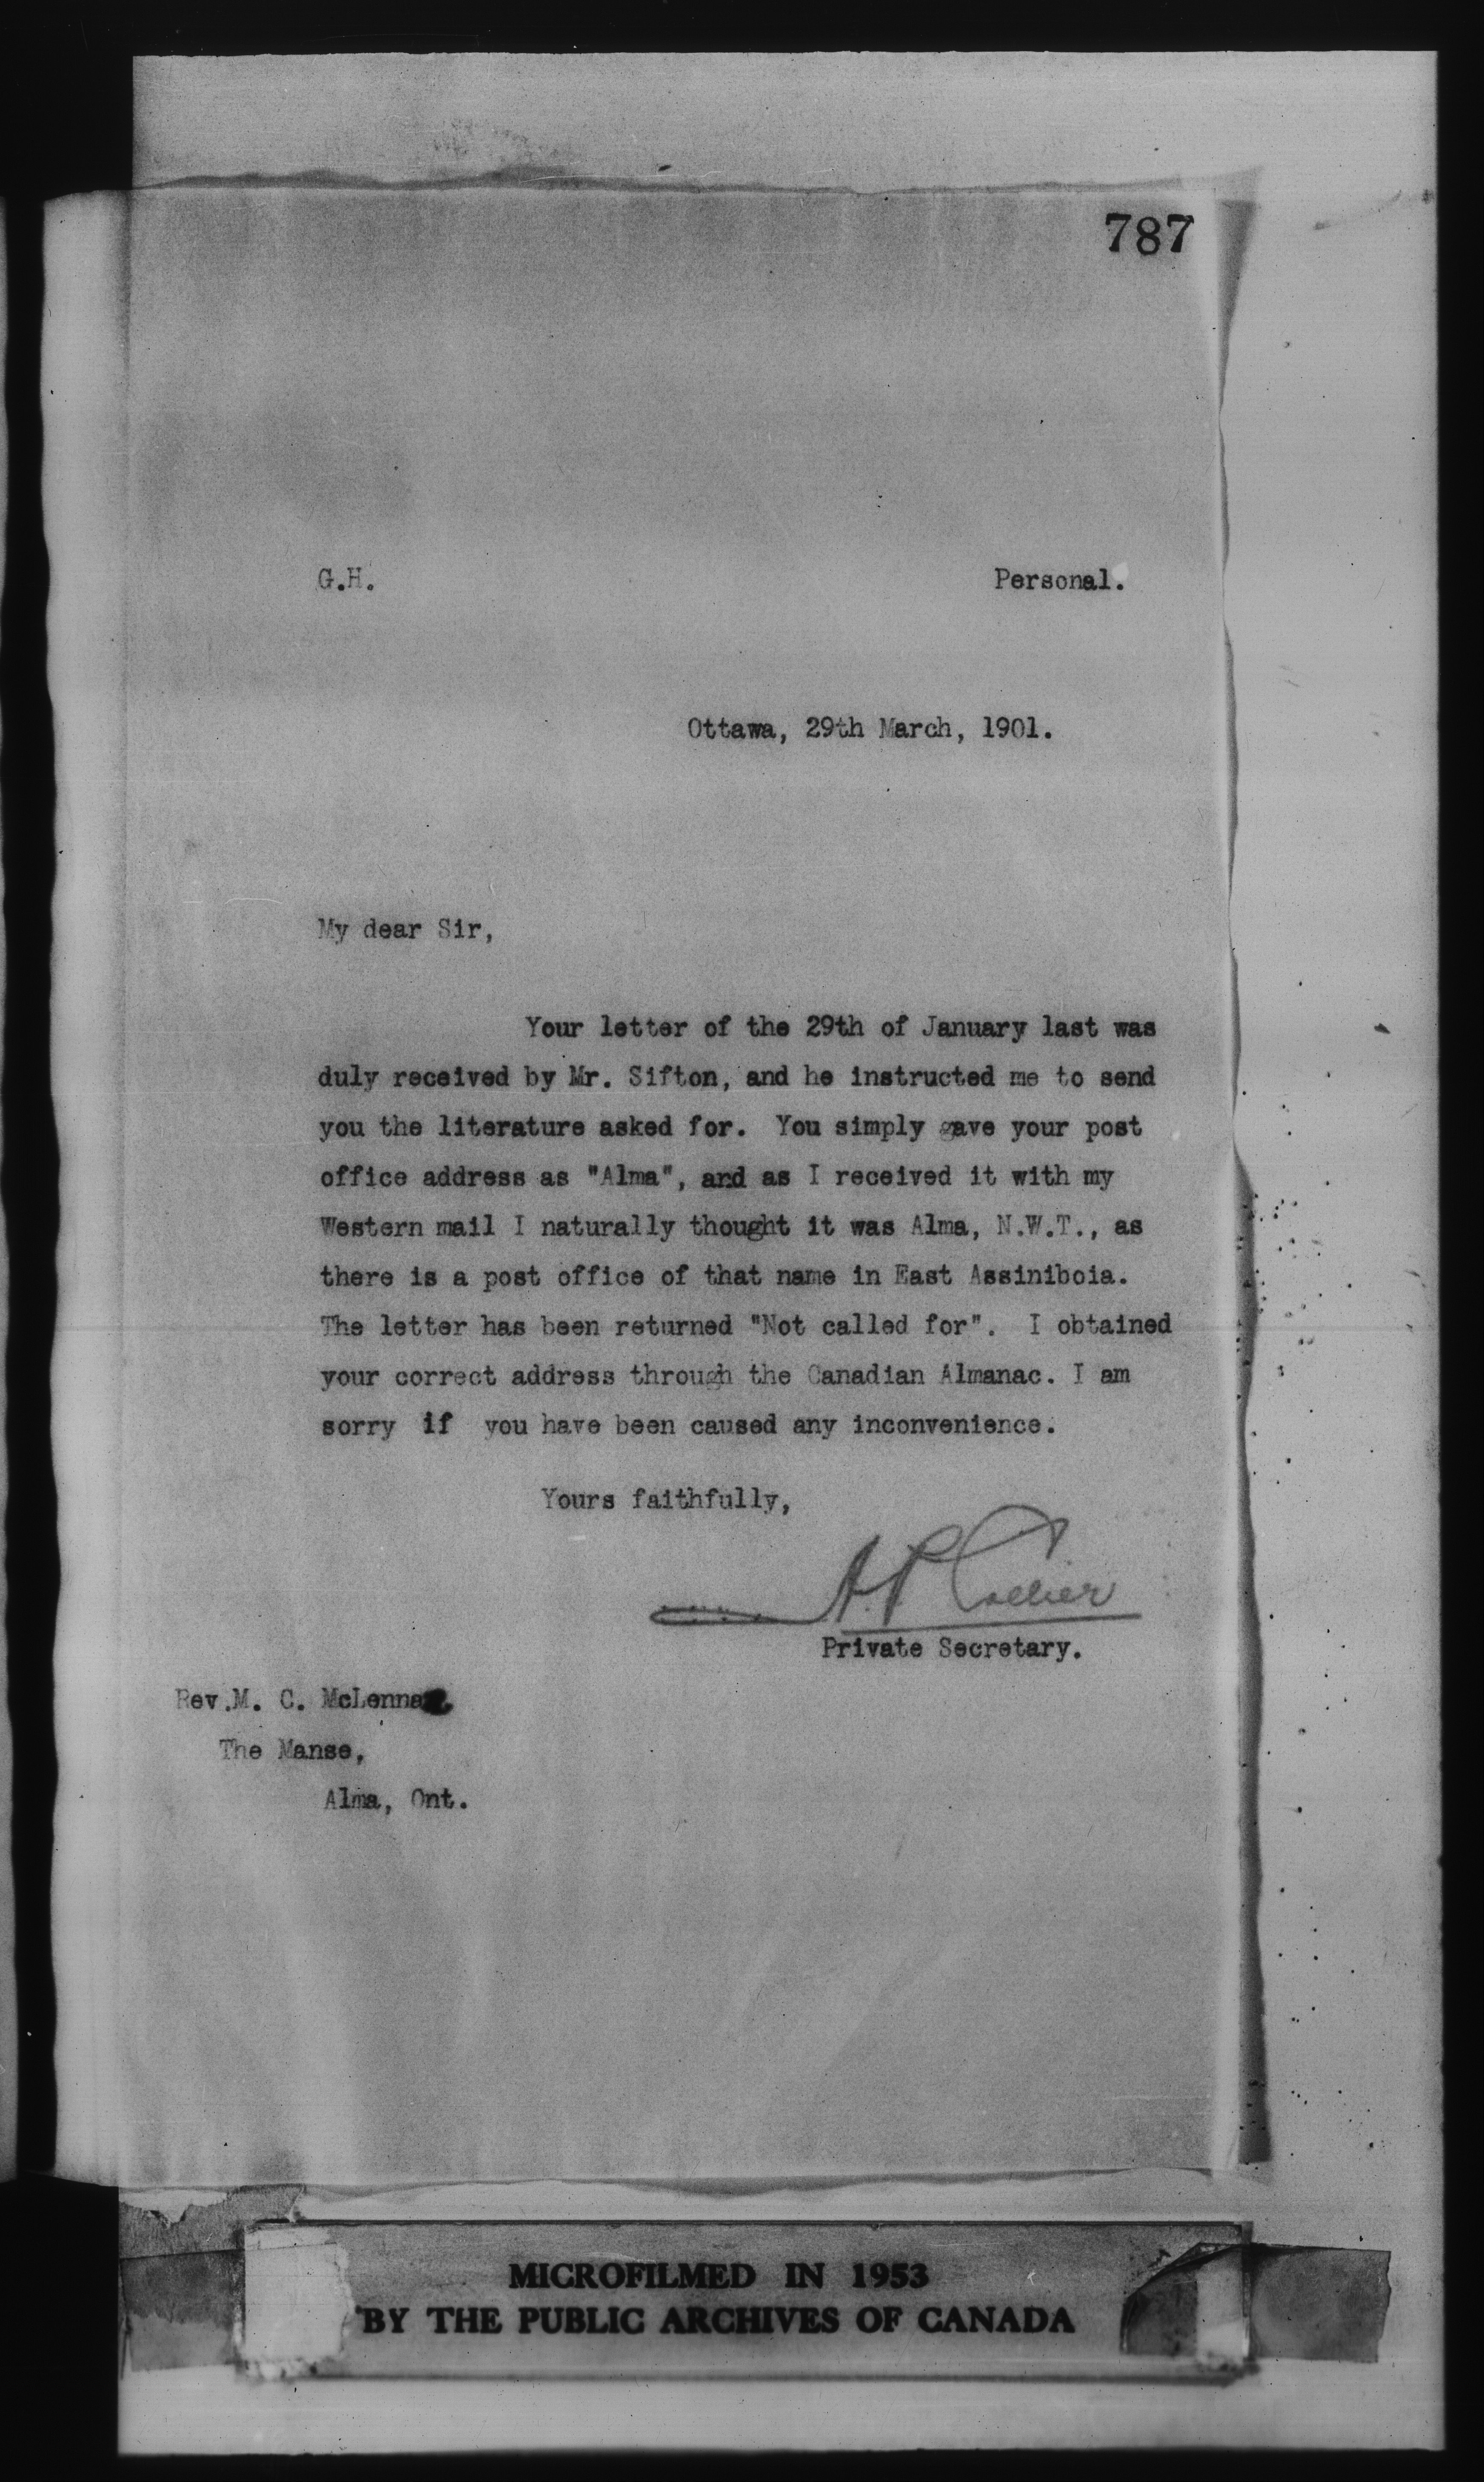 787
G.H. Personal.
Ottawa, 29th March, 1901.
My dear Sir,
Your letter of the 29th of January last was
duly received by Mr. Sifton, and he instructed me to send
you the literature asked for. You simply gave your post
office address as "Alma", and as I received it with my
Western mail I naturally thought it was Alma, N.W.T., as
there is a post office of that name in East Assiniboia.
The letter has been returned "Not called for". I obtained
your correct address through the Canadian Almanac. I am
sorry if you have been caused any inconvenience.
Yours faithfully,
A.P. Collier
Private Secretary.
Rev.M. C. McLennan
The Manse,
Alma, Ont.
MICROFILMED IN 1953
BY THE PUBLIC ARCHIVES OF CANADA